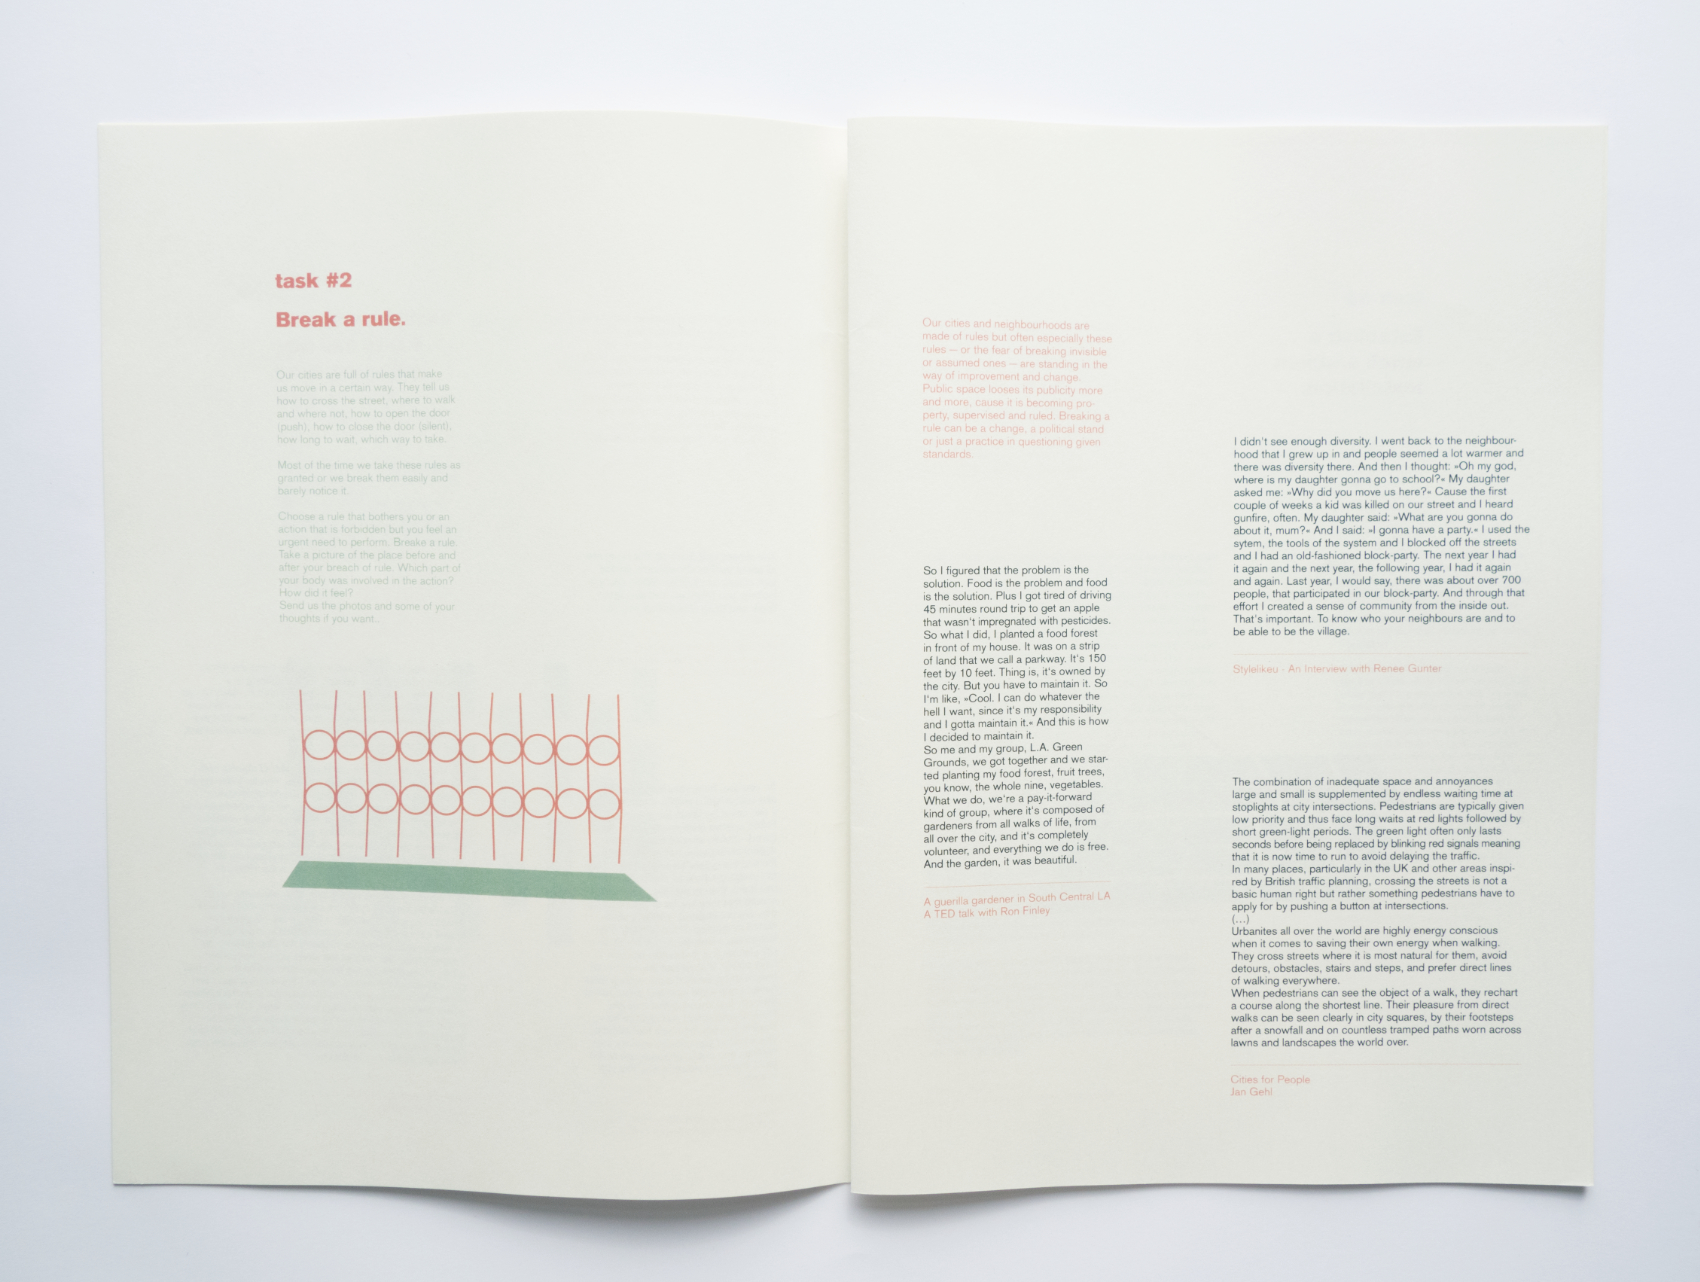 task #2
Break a rule.
Our cities are full of rules that make
us move in a certain way. They tell us
how to cross the street, where to walk
and where not, how to open the door
(push), how to close the door (silent),
how long to wait, which way to take.
Most of the time we take these rules as
granted or we break them easily and
barely notice it.
Choose a rule that bothers you or an
action that is forbidden but you feel an
urgent need to perform. Breake a rule.
Take a picture of the place before and
after your breach of rule. Which part of
your body was involved in the action?
How did it feel?
Send us the photos and some of your
thoughts if you want...
Our cities and neighbourhoods are
made of rules but often especially these
rules – or the fear of breaking invisible
or assumed ones – are standing in the
way of improvement and change.
Public space looses its publicity more
and more, cause it is becoming pro-
perty, supervised and ruled. Breaking a
rule can be a change, a political stand
or just a practice in questioning given
standards.
So I figured that the problem is the
solution. Food is the problem and food
is the solution. Plus I got tired of driving
45 minutes round trip to get an apple
that wasn't impregnated with pesticides.
So what I did, I planted a food forest
in front of my house. It was on a strip
of land that we call a parkway. It's 150
feet by 10 feet. Thing is, it's owned by
the city. But you have to maintain it. So
I'm like, »Cool. I can do whatever the
hell I want, since it's my responsibility
and I gotta maintain it.« And this is how
I decided to maintain it.
So me and my group, L.A. Green
Grounds, we got together and we star-
ted planting my food forest, fruit trees,
you know, the whole nine, vegetables.
What we do, we're a pay-it-forward
kind of group, where it's composed of
gardeners from all walks of life, from
all over the city, and it's completely
volunteer, and everything we do is free.
And the garden, it was beautiful.
A guerilla gardener in South Central LA
A TED talk with Ron Finley
I didn't see enough diversity. I went back to the neighbour-
hood that I grew up in and people seemed a lot warmer and
there was diversity there. And then I thought: »Oh my god,
where is my daughter gonna go to school?« My daughter
asked me: »Why did you move us here?« Cause the first
couple of weeks a kid was killed on our street and I heard
gunfire, often. My daughter said: »What are you gonna do
about it, mum?« And I said: »I gonna have a party.« I used the
sytem, the tools of the system and I blocked off the streets
and I had an old-fashioned block-party. The next year I had
it again and the next year, the following year, I had it again
and again. Last year, I would say, there was about over 700
people, that participated in our block-party. And through that
effort I created a sense of community from the inside out.
That's important. To know who your neighbours are and to
be able to be the village.
Stylelikeu - An Interview with Renee Gunter
The combination of inadequate space and annoyances
large and small is supplemented by endless waiting time at
stoplights at city intersections. Pedestrians are typically given
low priority and thus face long waits at red lights followed by
short green-light periods. The green light often only lasts
seconds before being replaced by blinking red signals meaning
that it is now time to run to avoid delaying the traffic.
In many places, particularly in the UK and other areas inspi-
red by British traffic planning, crossing the streets is not a
basic human right but rather something pedestrians have to
apply for by pushing a button at intersections.
(...)
Urbanites all over the world are highly energy conscious
when it comes to saving their own energy when walking.
They cross streets where it is most natural for them, avoid
detours, obstacles, stairs and steps, and prefer direct lines
of walking everywhere.
When pedestrians can see the object of a walk, they rechart
a course along the shortest line. Their pleasure from direct
walks can be seen clearly in city squares, by their footsteps
after a snowfall and on countless tramped paths worn across
lawns and landscapes the world over.
Cities for People
Jan Gehl